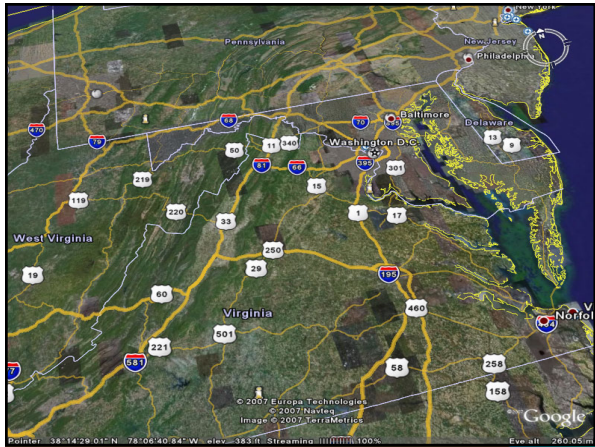 New York
Pennsylvania
New Jersey
Philadelphia
470
79
68
70
695
Baltimore
Delaware
13
9
50
11
340
Washington D.C.
81
66
395
301
219
15
119
220
33
1
17
West Virginia
250
29
195
19
60
460
Virginia
501
Norfol
221
581
58
258
158
© 2007 Europa Technologies
© 2007 Navteq
Image © 2007 TerraMetrics
Google
Pointer 38°14'29.01" N 78°06'40.84" W elev 383 ft Streaming 100% Eye alt 260.05 mi